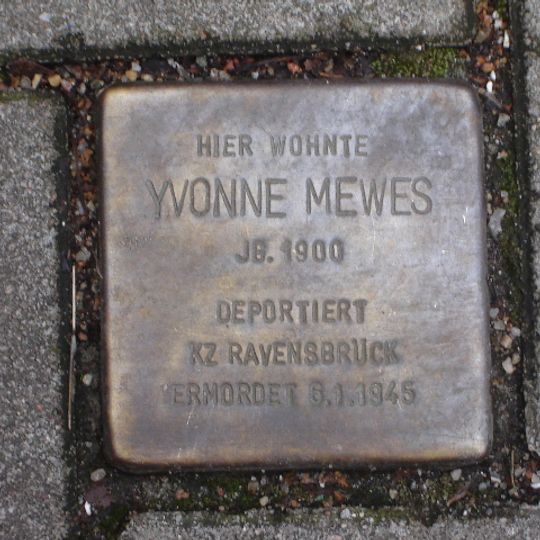 HIER WOHNTE
YVONNE MEWES
JG. 1900
DEPORTIERT
KZ RAVENSBRÜCK
ERMORDET 6.1.1945